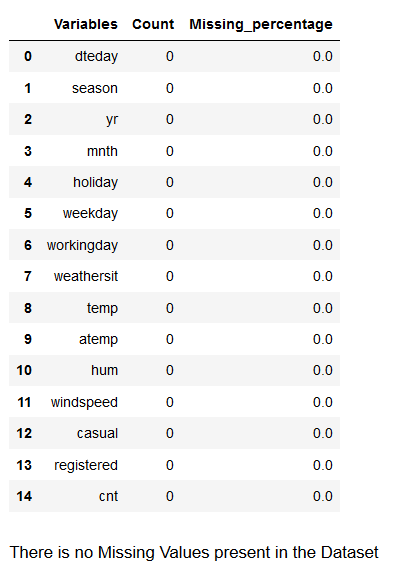 Variables Count Missing_percentage
0 dteday 0 0.0
1 season 0 0.0
2 yr 0 0.0
3 mnth 0 0.0
4 holiday 0 0.0
5 weekday 0 0.0
6 workingday 0 0.0
7 weathersit 0 0.0
8 temp 0 0.0
9 atemp 0 0.0
10 hum 0 0.0
11 windspeed 0 0.0
12 casual 0 0.0
13 registered 0 0.0
14 cnt 0 0.0
There is no Missing Values present in the Dataset